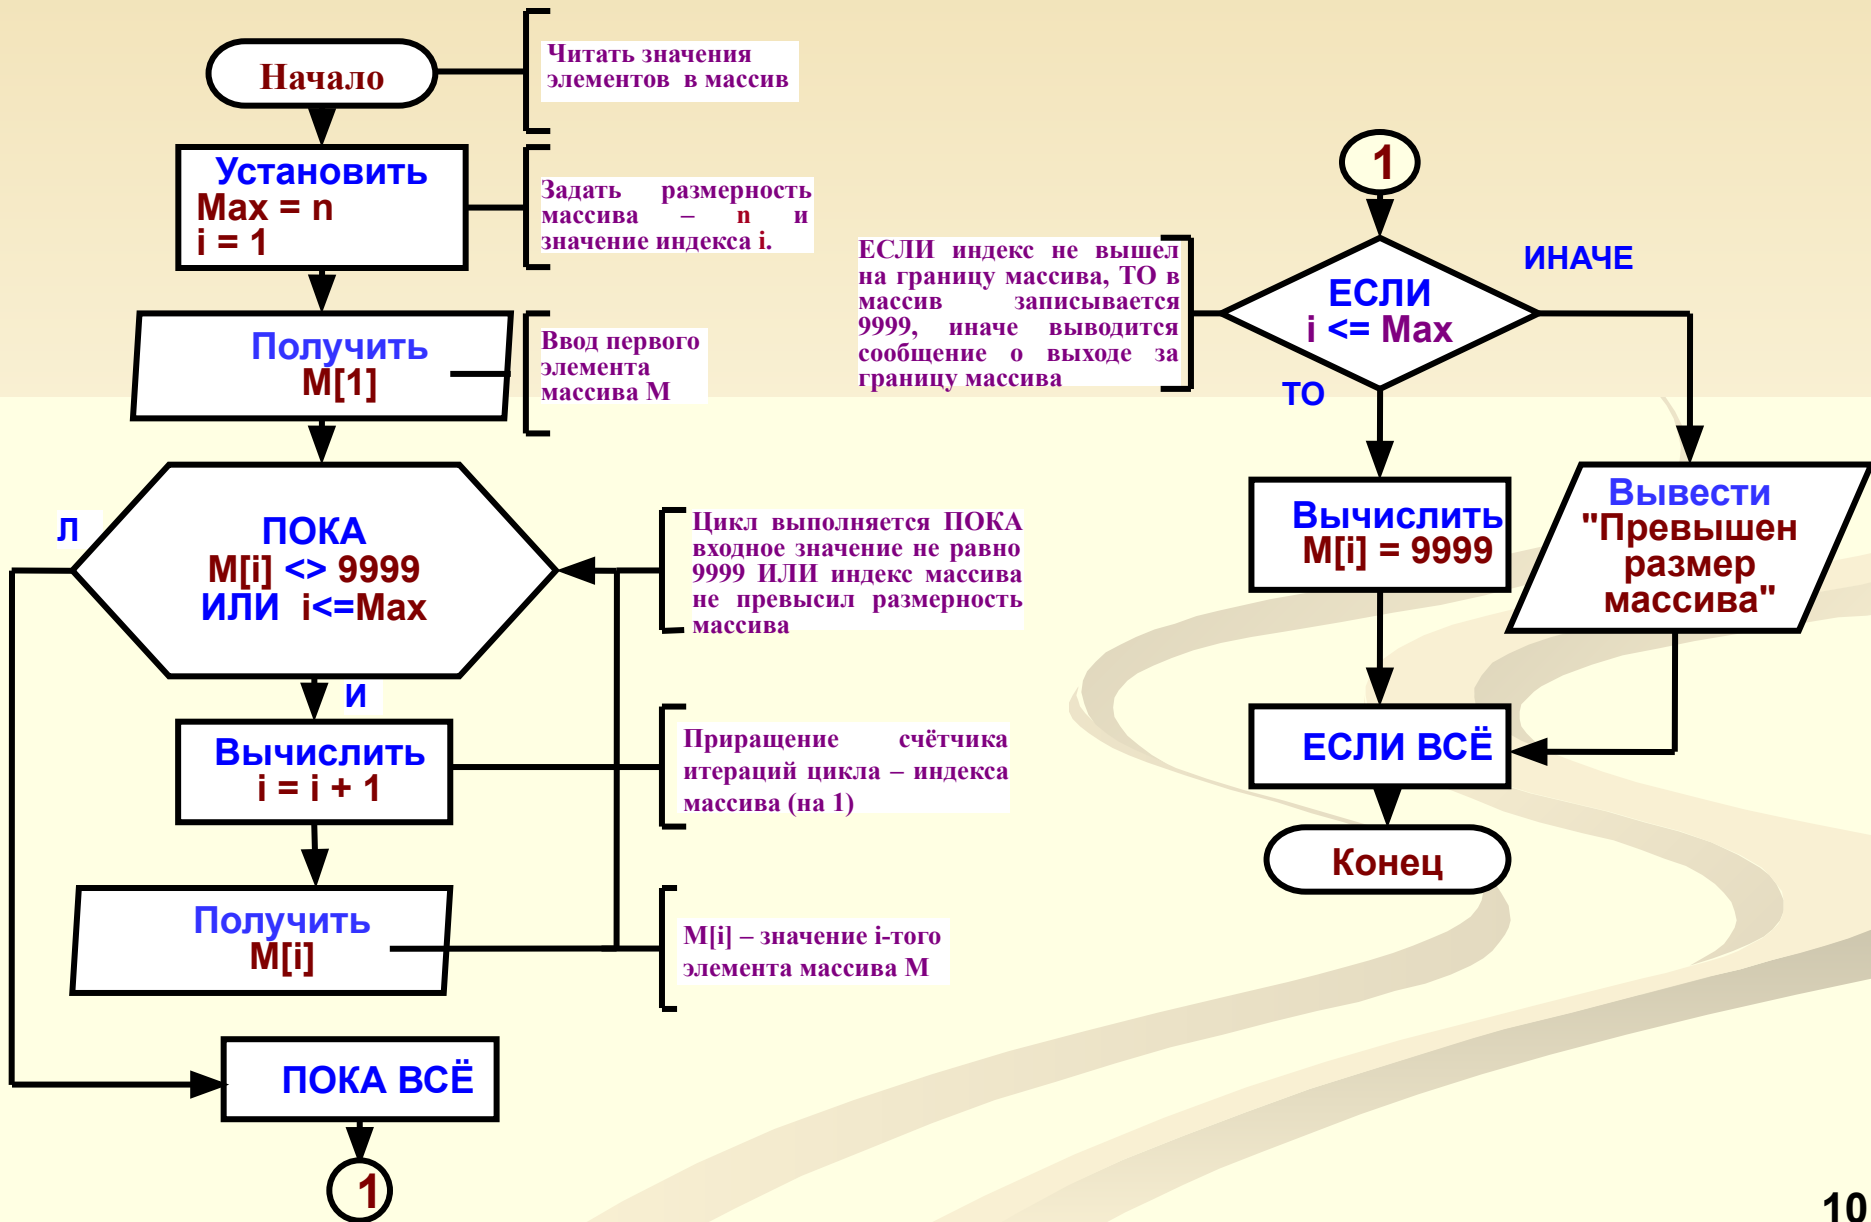 Начало
Читать значения
элементов в массив
Установить
Max = n
i = 1
Задать размерность
массива – n и
значение индекса i.
Получить
M[1]
Ввод первого
элемента
массива М
Л
ПОКА
M[i] <> 9999
ИЛИ i<=Max
Цикл выполняется ПОКА
входное значение не равно
9999 ИЛИ индекс массива
не превысил размерность
массива
И
Вычислить
i = i + 1
Приращение счётчика
итераций цикла – индекса
массива (на 1)
Получить
M[i]
M[i] – значение i-того
элемента массива М
ПОКА ВСЁ
1
1
ЕСЛИ индекс не вышел
на границу массива, ТО в
массив записывается
9999, иначе выводится
сообщение о выходе за
границу массива
ЕСЛИ
i <= Max
ИНАЧЕ
ТО
Вычислить
M[i] = 9999
Вывести
"Превышен
размер
массива"
ЕСЛИ ВСЁ
Конец
10